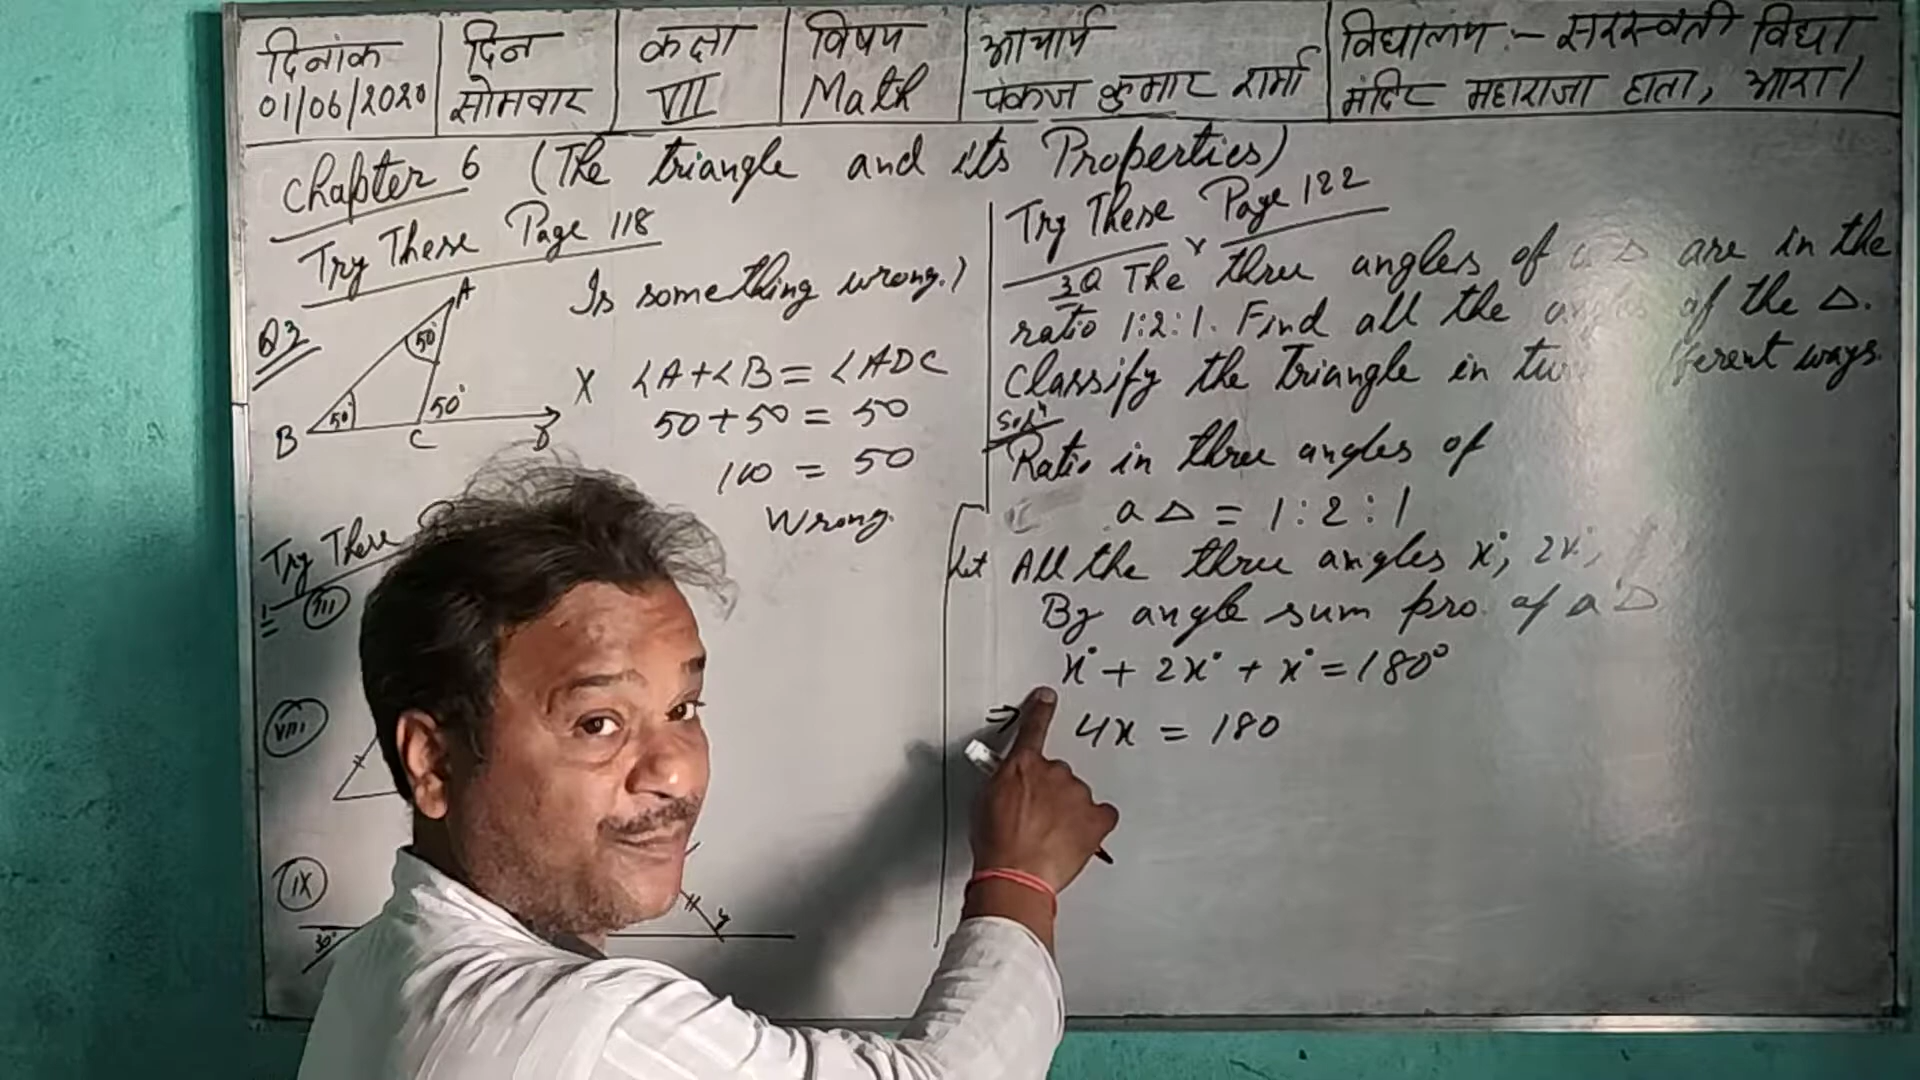 दिनांक
01/06/2020
दिन
सोमवार
कक्षा
VII
विषय
Math
आचार्य
पंकज कुमार शर्मा
विद्यालय :- सरस्वती विद्या
मंदिर महाराजा हाता, आरा।
Chapter 6 (The triangle and its Properties)
Try These Page 118
Q3
A
50°
50°
50°
B
C
D
Is something wrong?
X ∠A+∠B = ∠ADC
50+50 = 50
100 = 50
Wrong.
Try These
1
iii
viii
ix
30°
y
Try These Page 122
3Q The three angles of a Δ are in the
ratio 1:2:1. Find all the angles of the Δ.
Classify the Triangle in two different ways.
Solⁿ
Ratio in three angles of
a Δ = 1:2:1
Let All the three angles x°, 2x°,
By angle sum pro. of a Δ
x° + 2x° + x° = 180°
⇒ 4x = 180